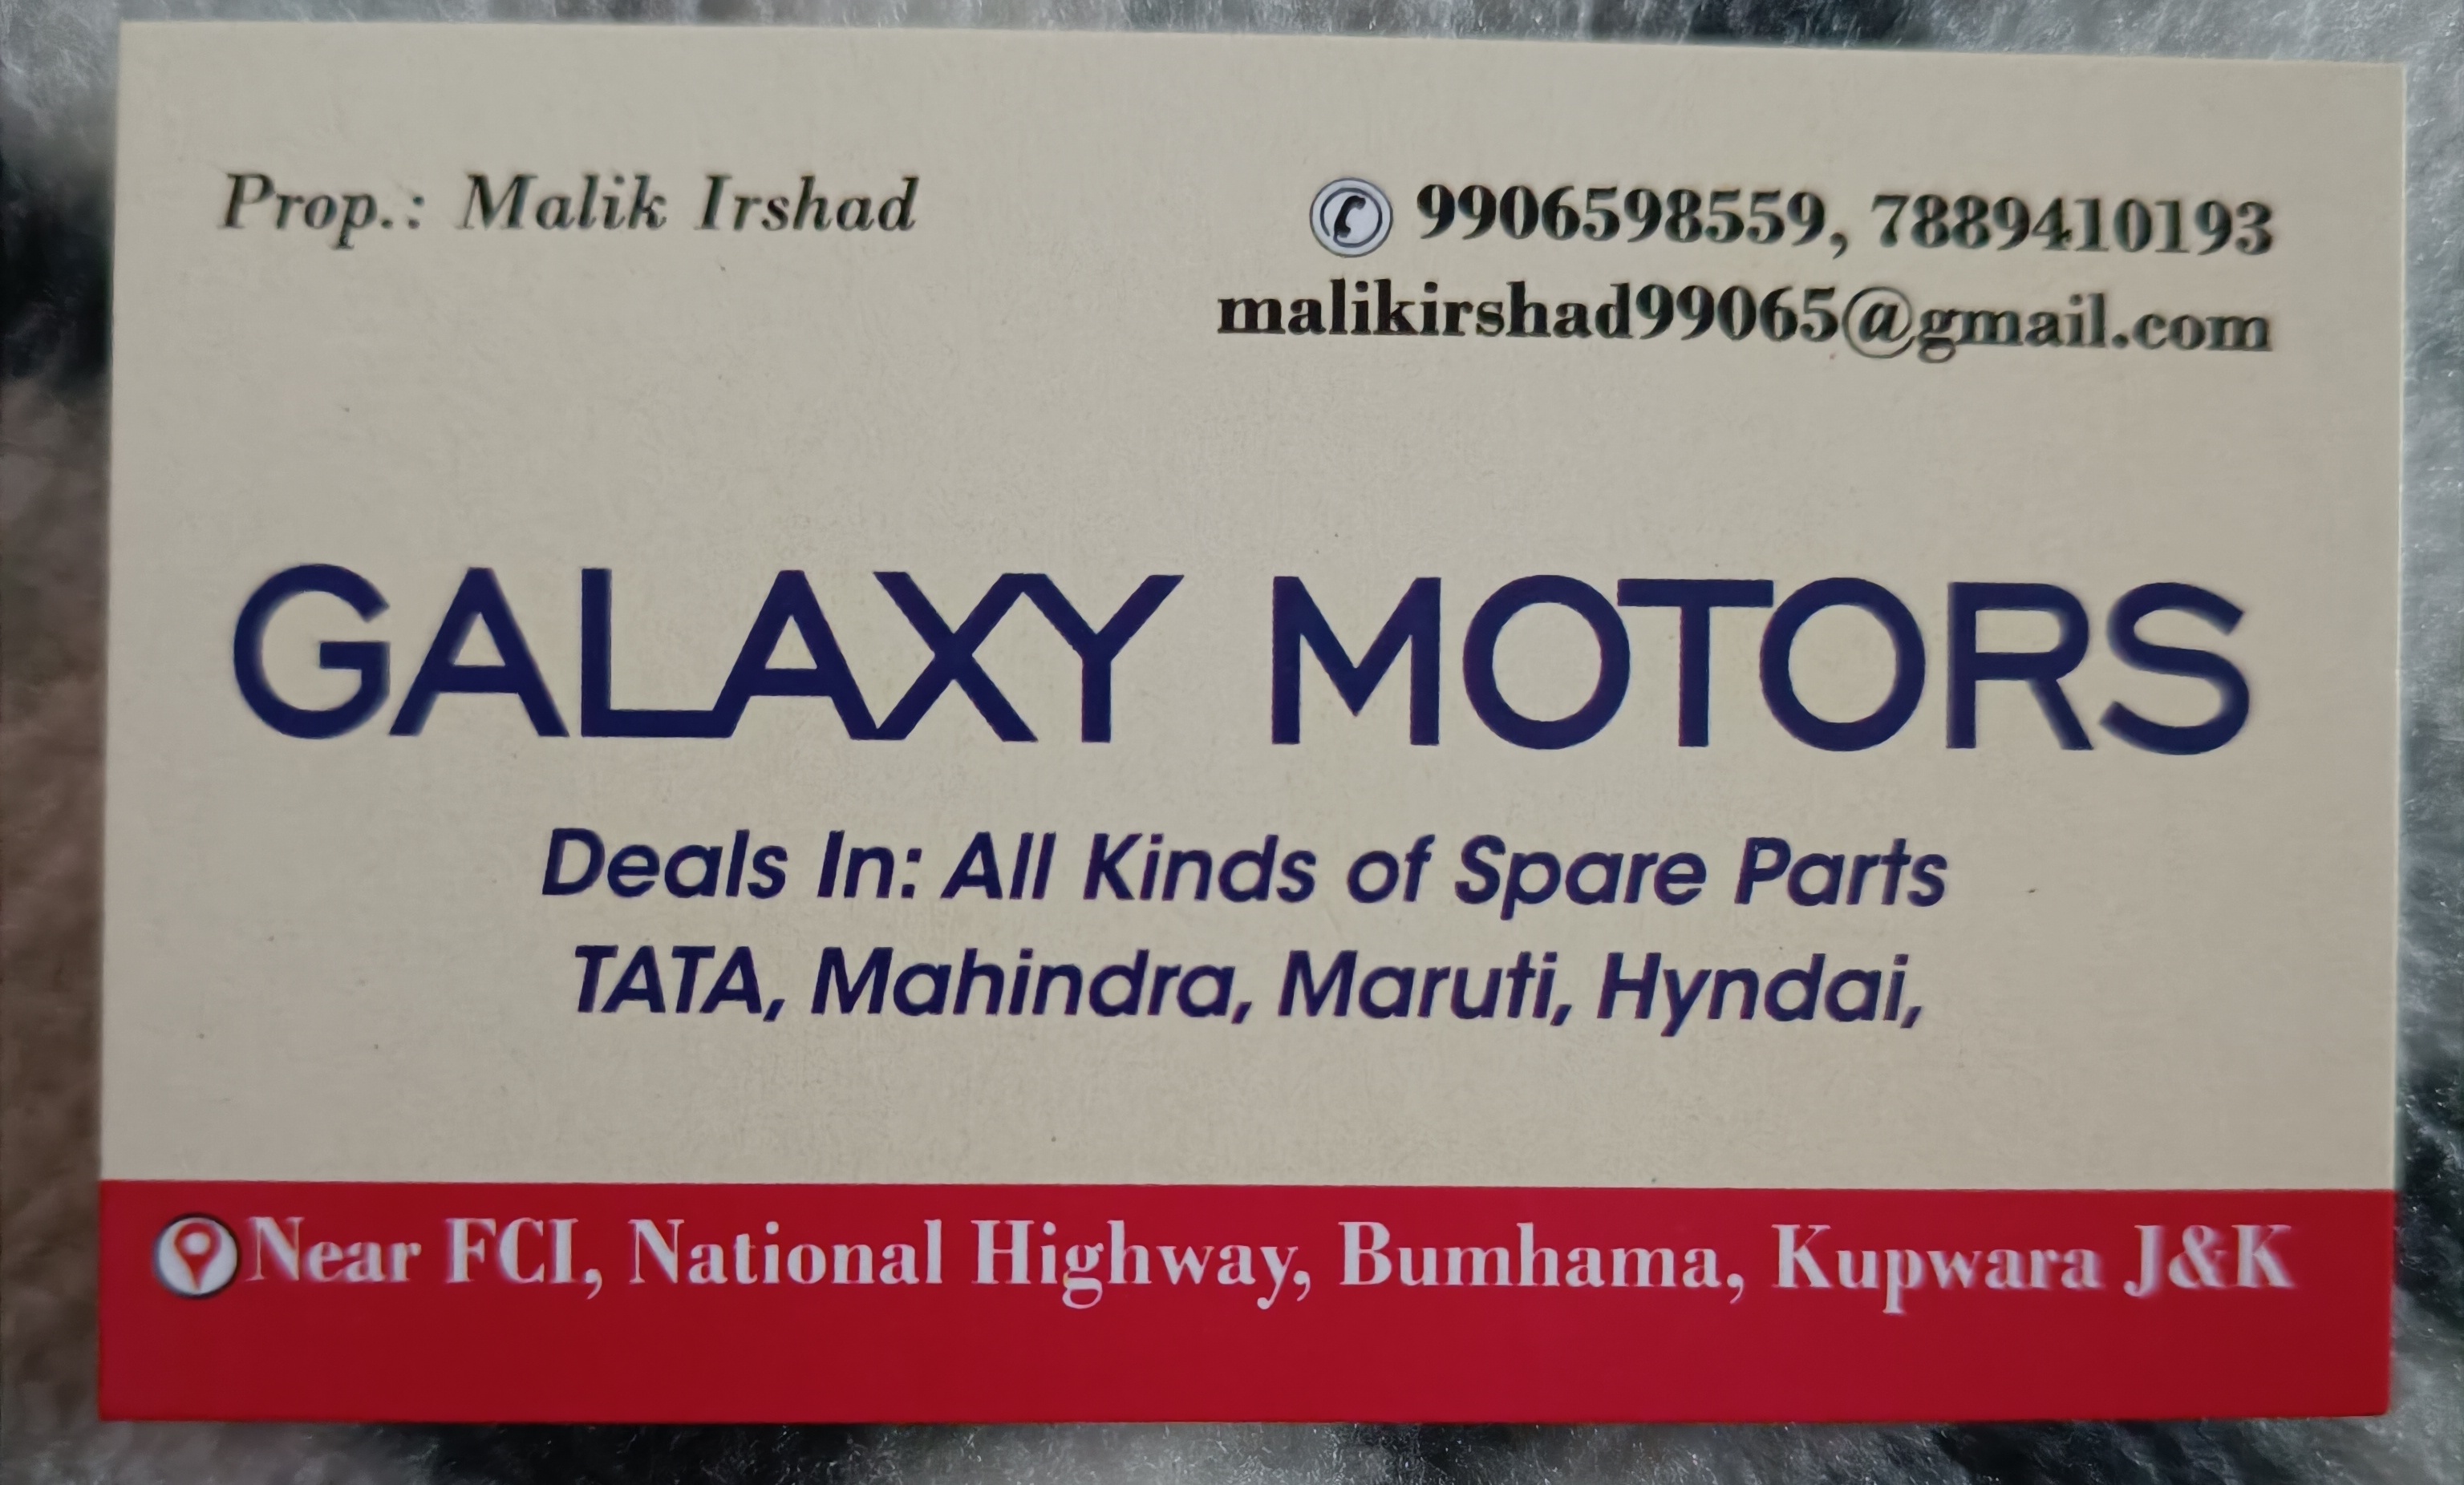 Prop.: Malik Irshad
9906598559, 7889410193
malikirshad99065@gmail.com
GALAXY MOTORS
Deals In: All Kinds of Spare Parts
TATA, Mahindra, Maruti, Hyndai,
Near FCI, National Highway, Bumhama, Kupwara J&K